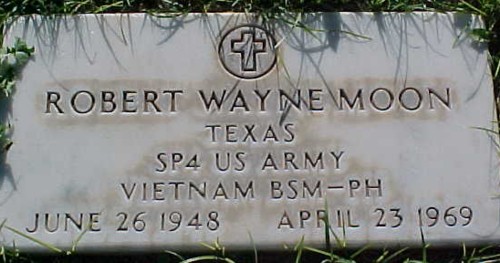 ROBERT WAYNE MOON
TEXAS
SP4 US ARMY
VIETNAM BSM-PH
JUNE 26 1948 APRIL 23 1969